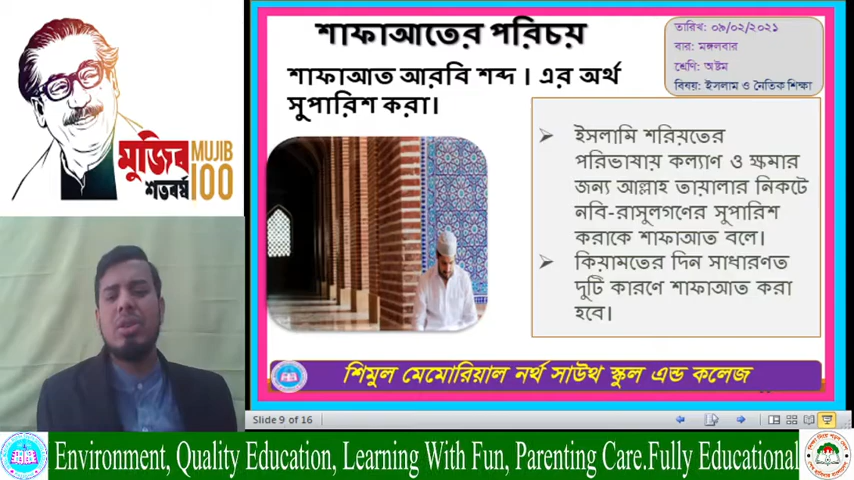 শাফাআতের পরিচয়
তারিখ: ০৯/০২/২০২১
বার: মঙ্গলবার
শ্রেণি: অষ্টম
বিষয়: ইসলাম ও নৈতিক শিক্ষা
শাফাআত আরবি শব্দ । এর অর্থ
সুপারিশ করা।
ইসলামি শরিয়তের
পরিভাষায় কল্যাণ ও ক্ষমার
জন্য আল্লাহ তায়ালার নিকটে
নবি-রাসুলগণের সুপারিশ
করাকে শাফাআত বলে।
কিয়ামতের দিন সাধারণত
দুটি কারণে শাফাআত করা
হবে।
মুজিব MUJIB
শতবর্ষ 100
শিমুল মেমোরিয়াল নর্থ সাউথ স্কুল এন্ড কলেজ
Slide 9 of 16
Environment, Quality Education, Learning With Fun, Parenting Care.Fully Educational